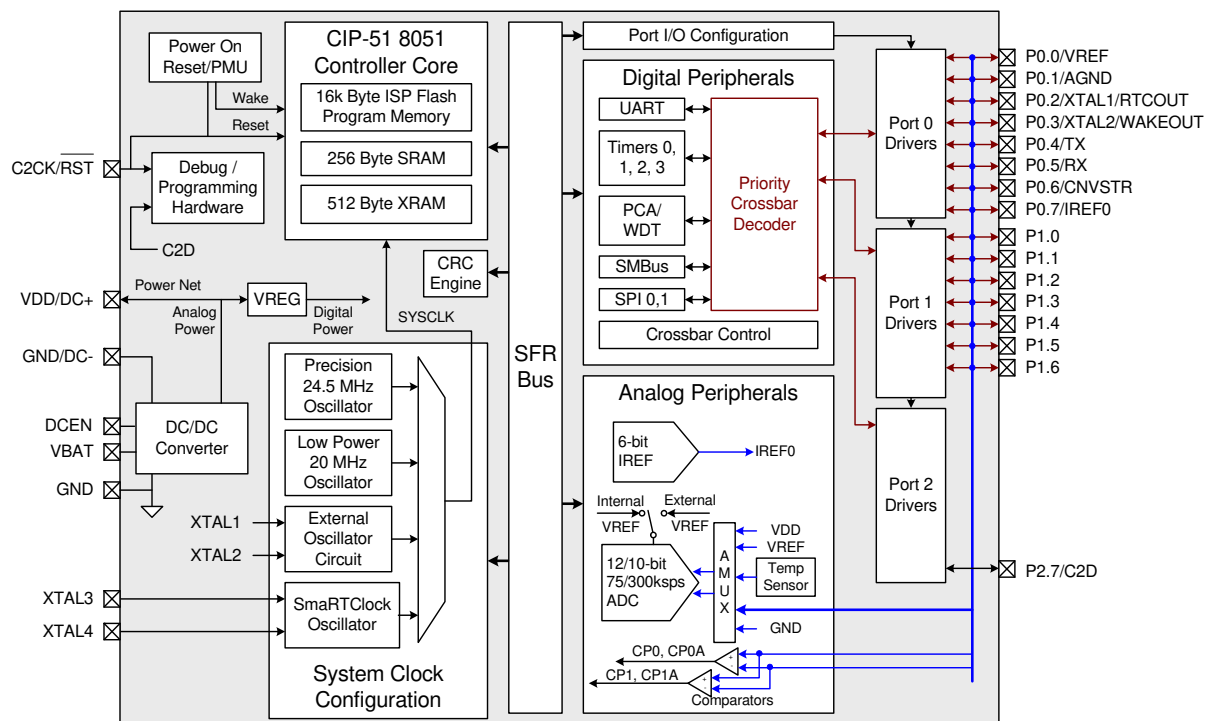 Power On
Reset/PMU
Wake
Reset
C2CK/RST
Debug /
Programming
Hardware
C2D
CIP-51 8051
Controller Core
16k Byte ISP Flash
Program Memory
256 Byte SRAM
512 Byte XRAM
CRC
Engine
VDD/DC+
Power Net
VREG
Analog
Power
Digital
Power
SYSCLK
GND/DC-
DCEN
VBAT
GND
DC/DC
Converter
Precision
24.5 MHz
Oscillator
Low Power
20 MHz
Oscillator
XTAL1
XTAL2
External
Oscillator
Circuit
XTAL3
XTAL4
SmaRTClock
Oscillator
System Clock
Configuration
SFR
Bus
Port I/O Configuration
Digital Peripherals
UART
Timers 0,
1, 2, 3
PCA/
WDT
SMBus
SPI 0,1
Priority
Crossbar
Decoder
Crossbar Control
Analog Peripherals
6-bit
IREF
IREF0
Internal
VREF
External
VREF
12/10-bit
75/300ksps
ADC
A
M
U
X
VDD
VREF
Temp
Sensor
GND
CP0, CP0A
+
-
CP1, CP1A
+
-
Comparators
Port 0
Drivers
Port 1
Drivers
Port 2
Drivers
P0.0/VREF
P0.1/AGND
P0.2/XTAL1/RTCOUT
P0.3/XTAL2/WAKEOUT
P0.4/TX
P0.5/RX
P0.6/CNVSTR
P0.7/IREF0
P1.0
P1.1
P1.2
P1.3
P1.4
P1.5
P1.6
P2.7/C2D